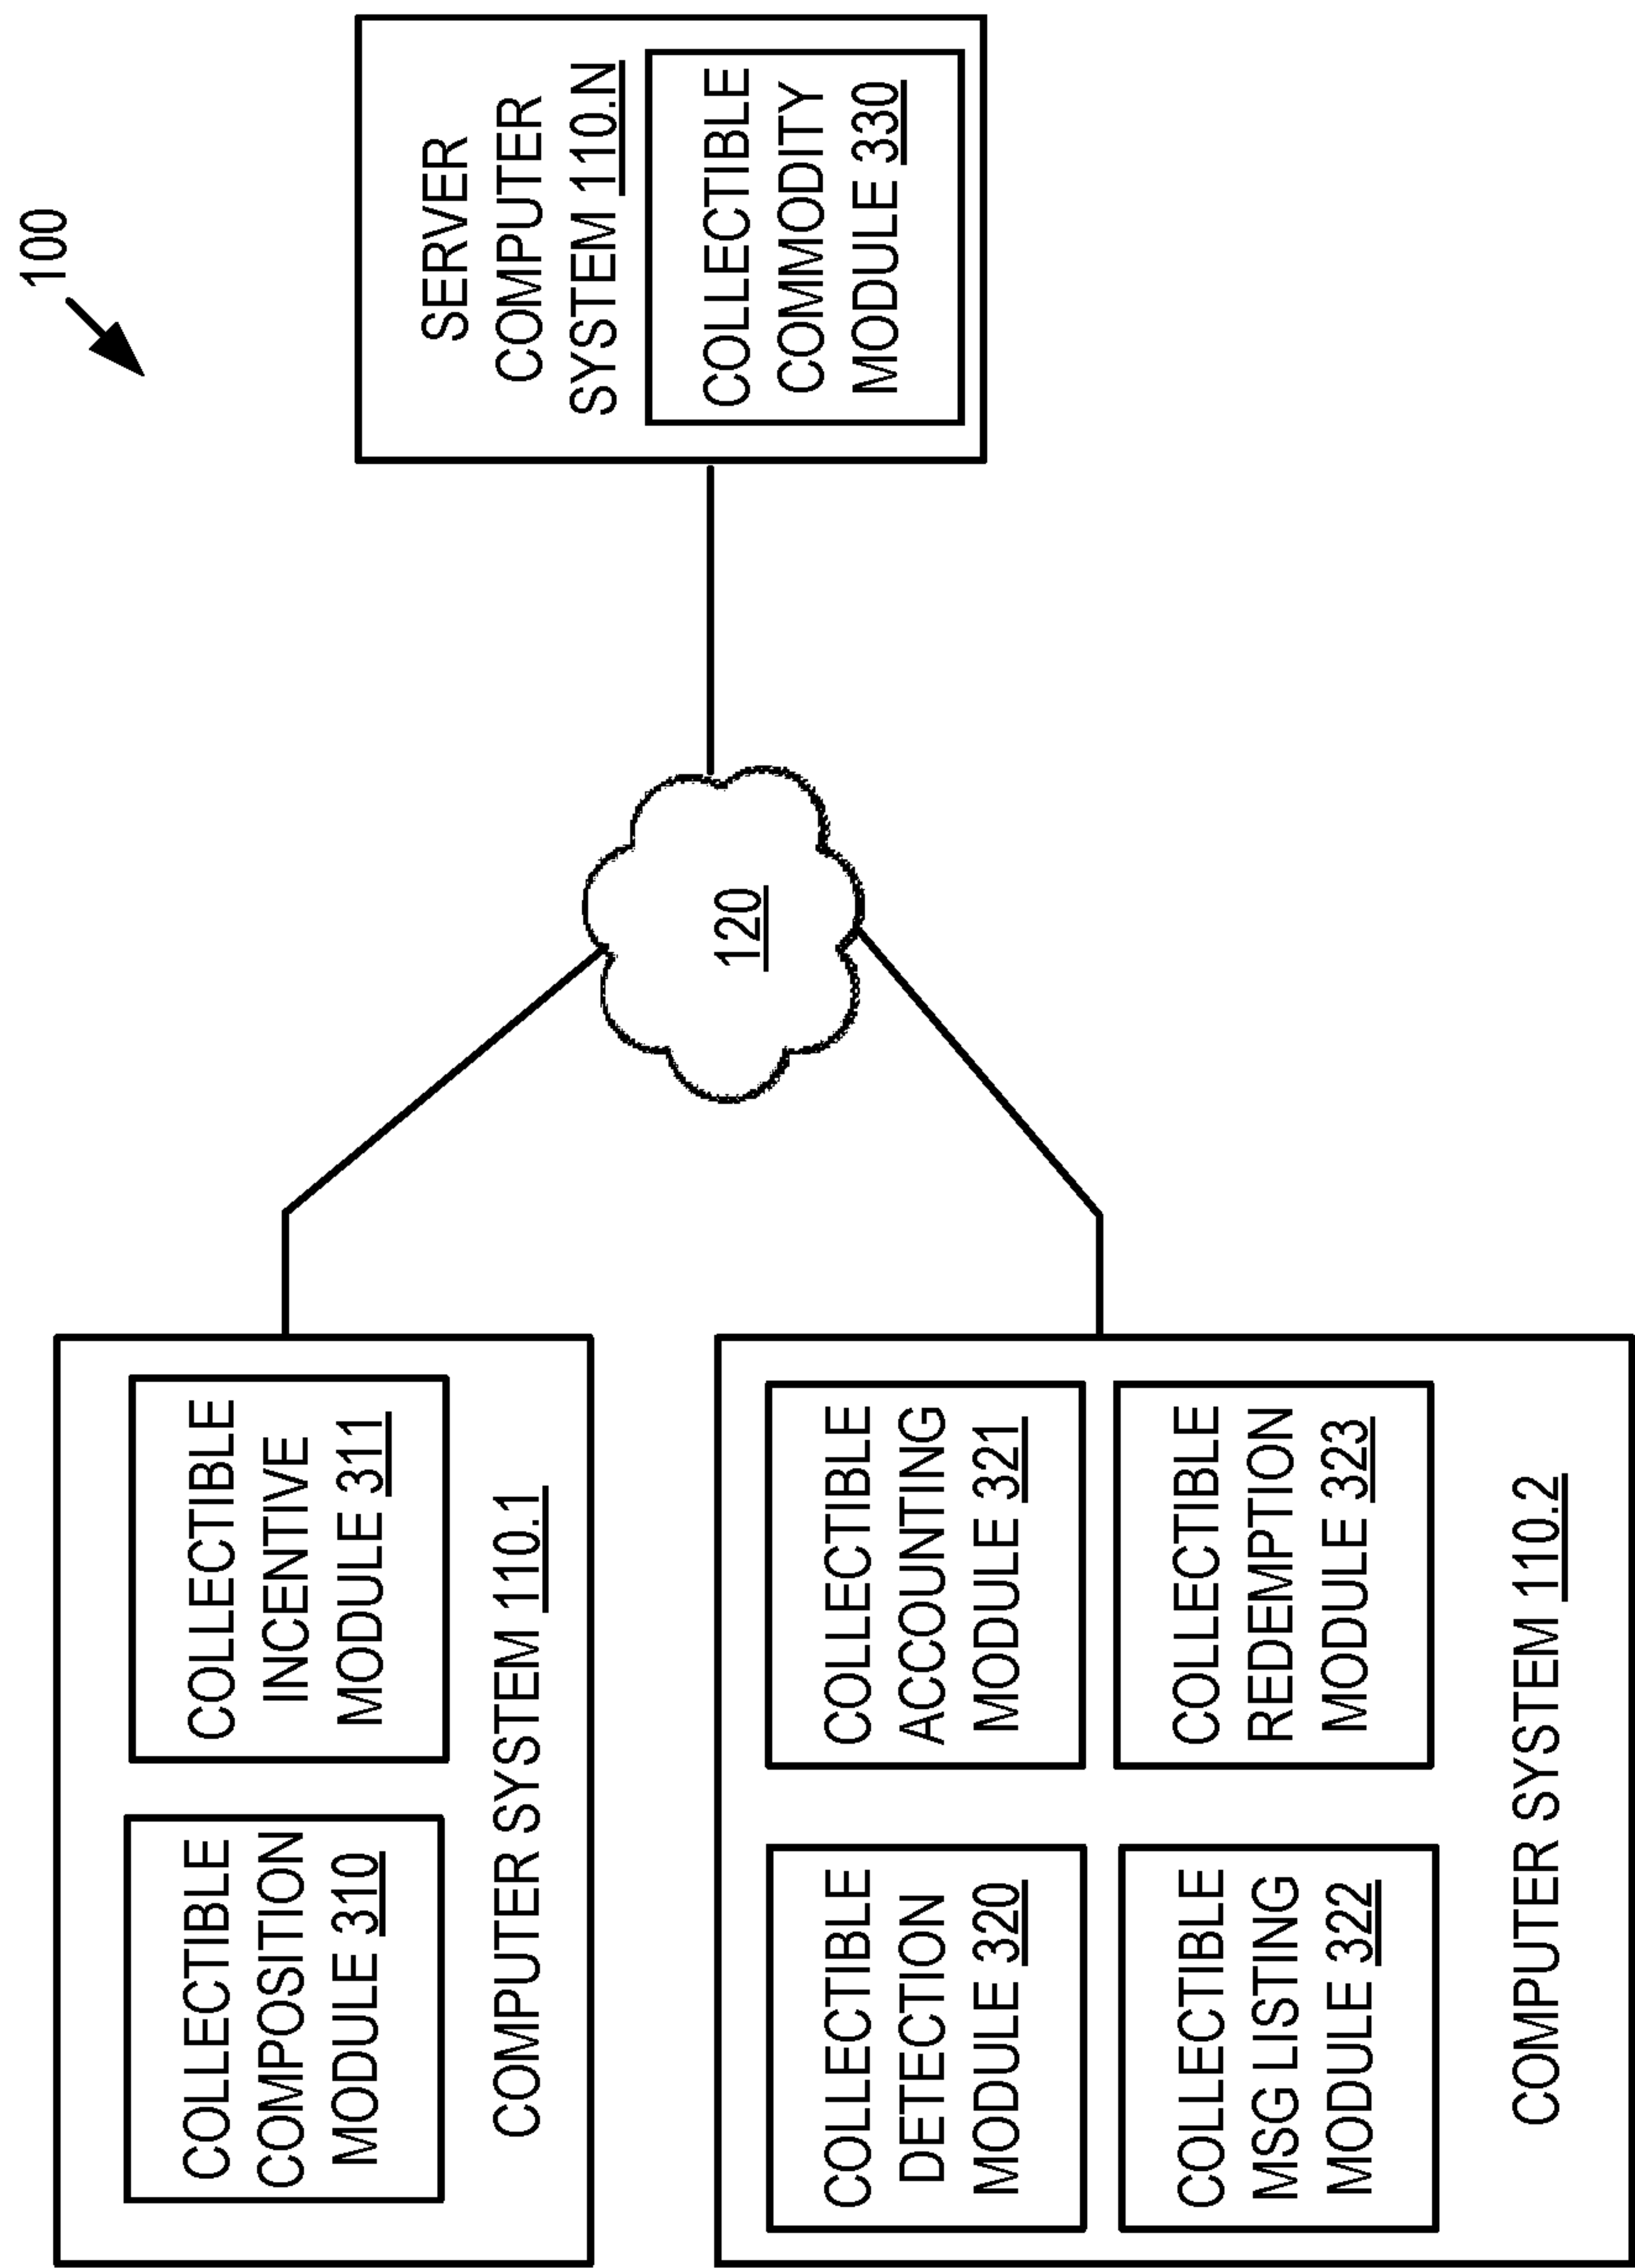 100
COLLECTIBLE
COMPOSITION
MODULE 310
COLLECTIBLE
INCENTIVE
MODULE 311
COMPUTER SYSTEM 110.1
120
SERVER
COMPUTER
SYSTEM 110.N
COLLECTIBLE
COMMODITY
MODULE 330
COLLECTIBLE
DETECTION
MODULE 320
COLLECTIBLE
ACCOUNTING
MODULE 321
COLLECTIBLE
MSG LISTING
MODULE 322
COLLECTIBLE
REDEMPTION
MODULE 323
COMPUTER SYSTEM 110.2